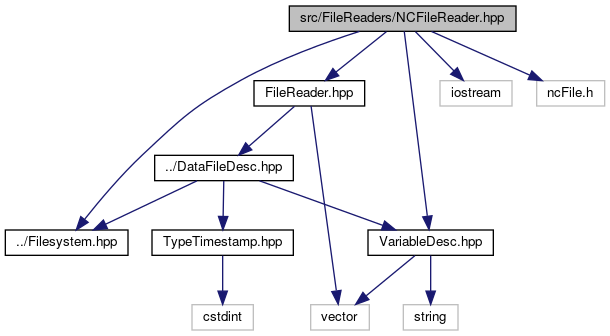 src/FileReaders/NCFileReader.hpp
FileReader.hpp
iostream
ncFile.h
../DataFileDesc.hpp
../Filesystem.hpp
TypeTimestamp.hpp
VariableDesc.hpp
cstdint
vector
string